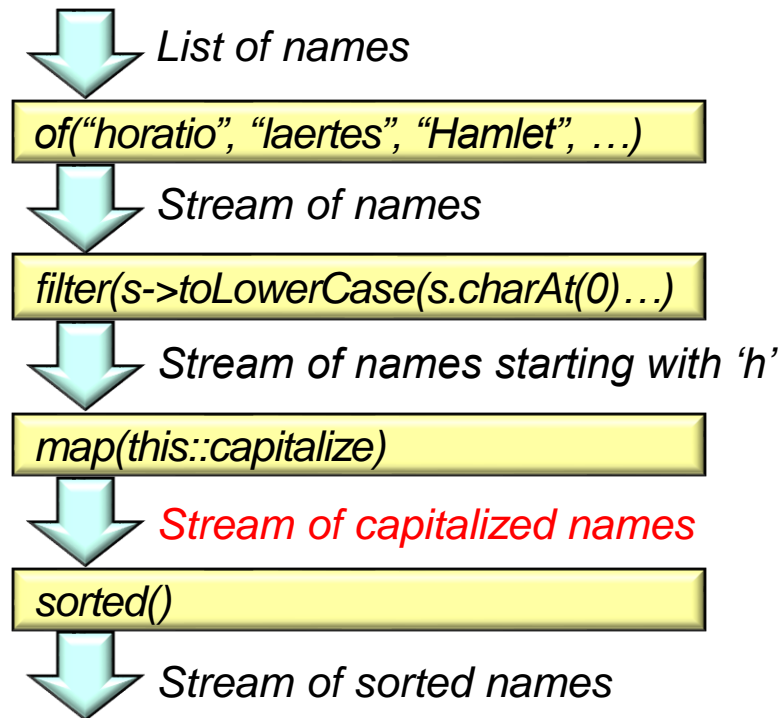 List of names
of(“horatio”, “laertes”, “Hamlet”, …)
Stream of names
filter(s->toLowerCase(s.charAt(0)…)
Stream of names starting with ‘h’
map(this::capitalize)
Stream of capitalized names
sorted()
Stream of sorted names